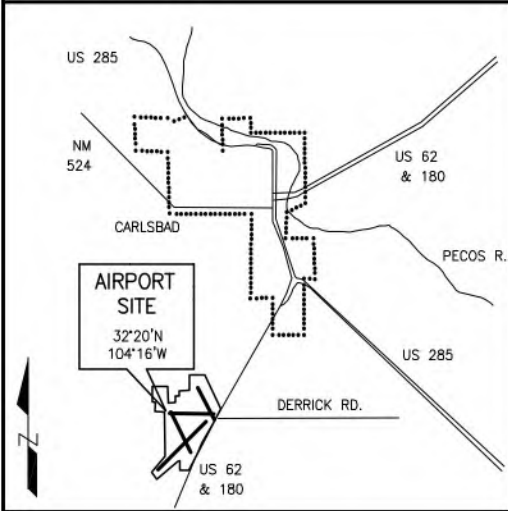 US 285
NM
524
US 62
& 180
CARLSBAD
PECOS R.
AIRPORT
SITE
32°20'N
104°16'W
US 285
DERRICK RD.
N
US 62
& 180